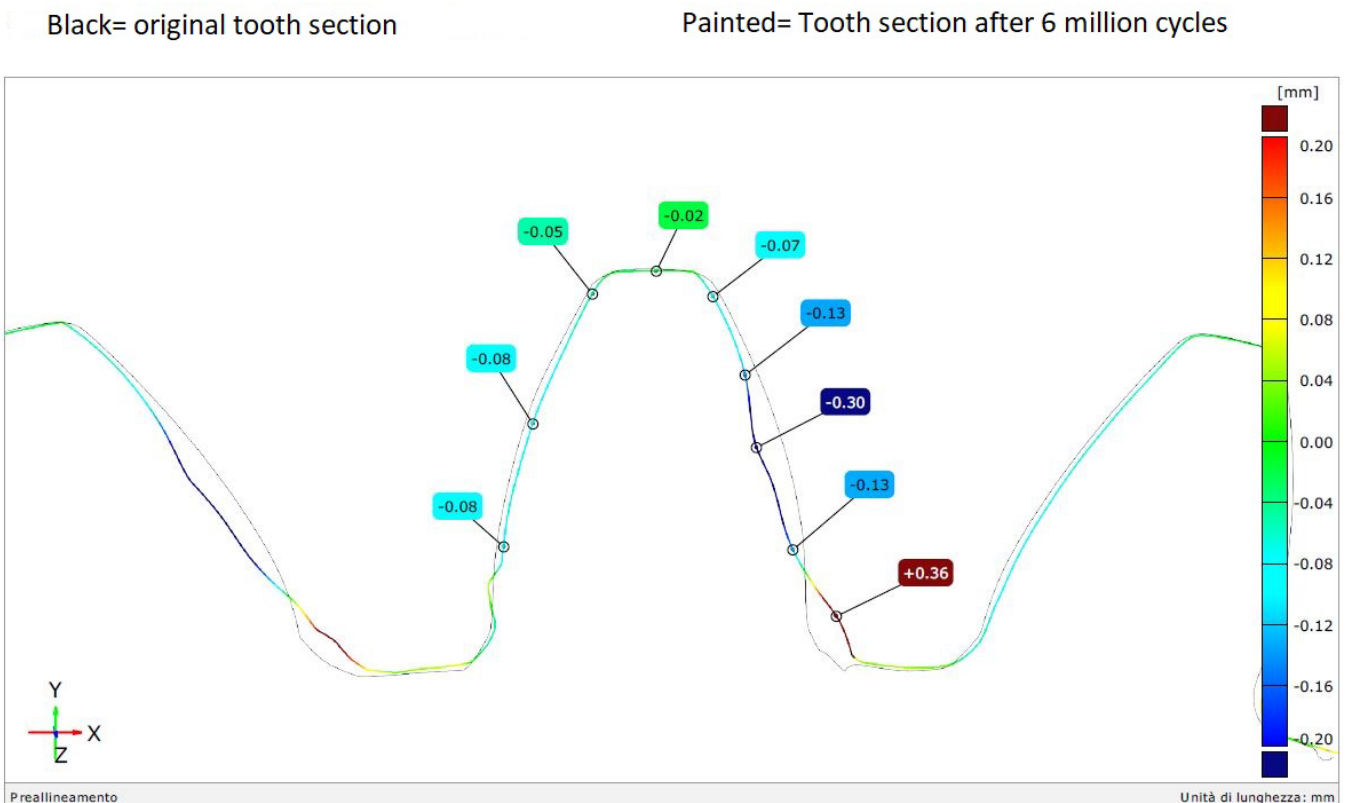 Black= original tooth section
Painted= Tooth section after 6 million cycles
[mm]
0.20
0.16
0.12
0.08
0.04
0.00
-0.04
-0.08
-0.12
-0.16
-0.20
-0.02
-0.05
-0.07
-0.13
-0.08
-0.30
-0.13
-0.08
+0.36
Y
X
Z
Preallineamento
Unità di lunghezza: mm